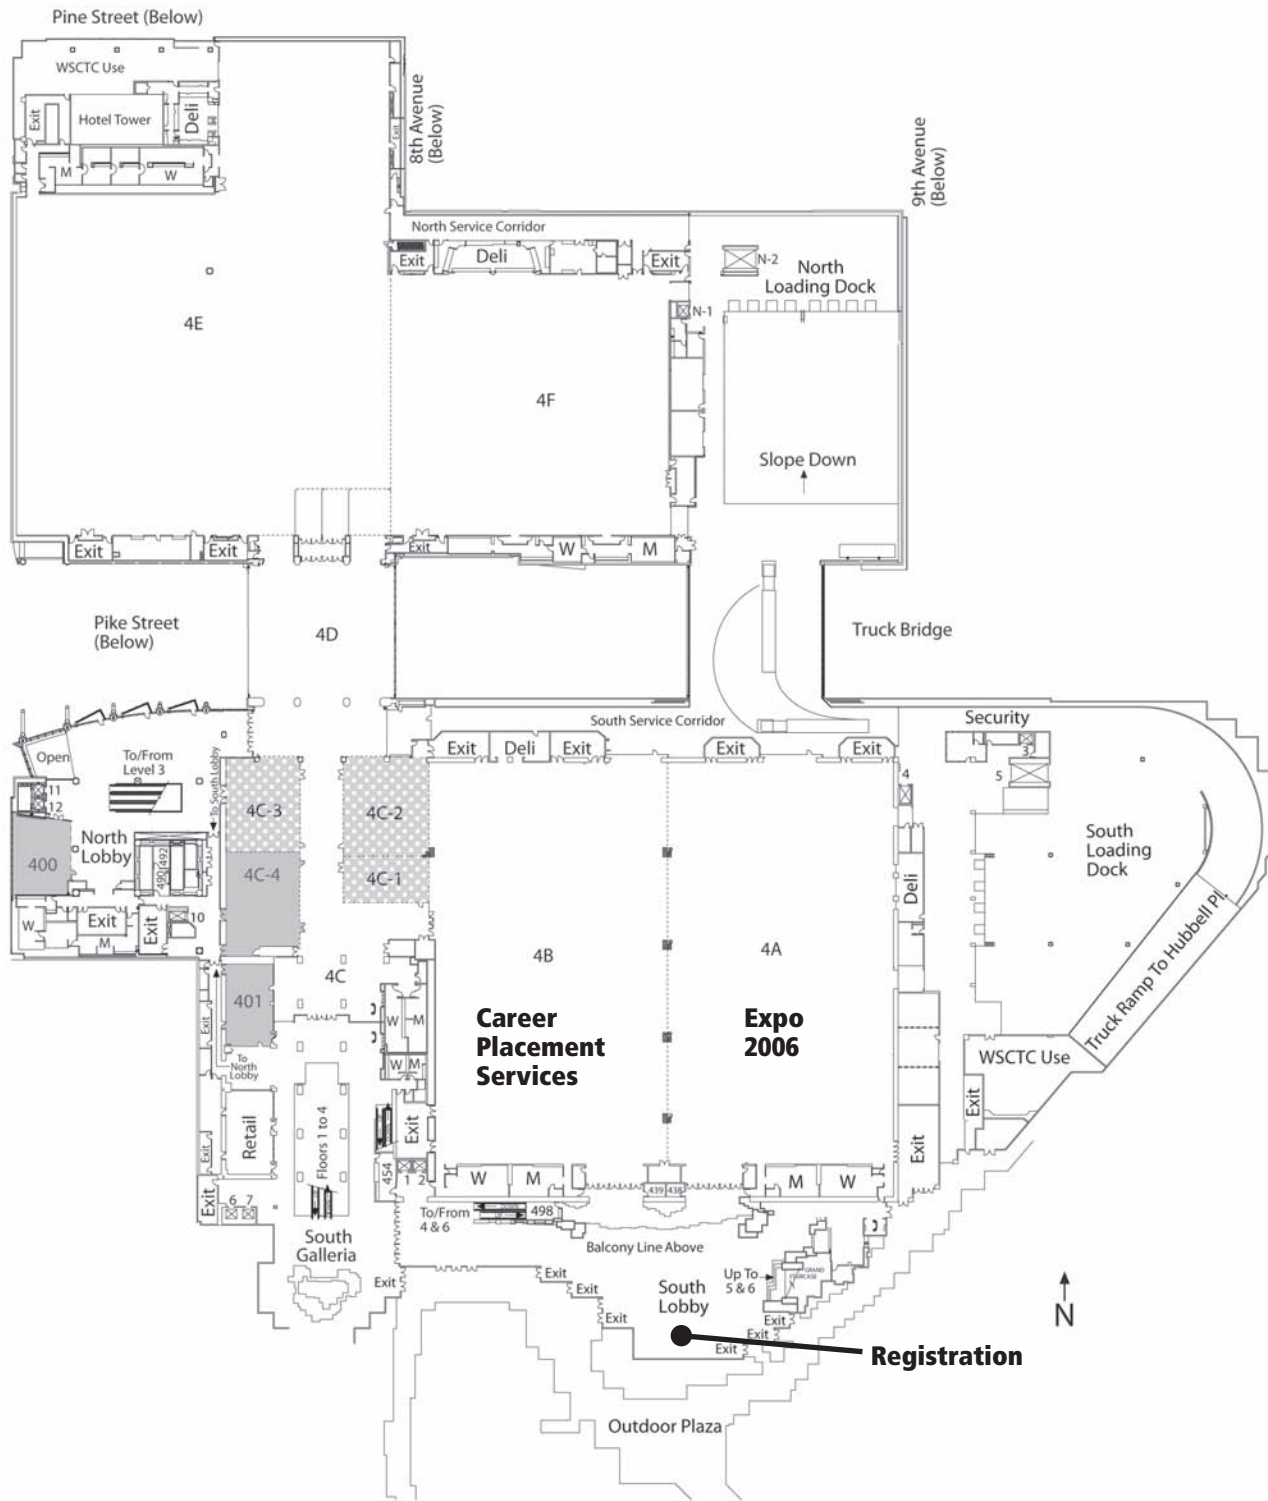 Pine Street (Below)
WSCTC Use
Exit
Hotel Tower
Deli
M
W
8th Avenue
(Below)
Exit
9th Avenue
(Below)
North Service Corridor
Exit
Deli
Exit
N-2
North
Loading Dock
N-1
4E
4F
Slope Down
Exit
Exit
Exit
W
M
Pike Street
(Below)
4D
Truck Bridge
South Service Corridor
Security
Open
To/From
Level 3
To South Lobby
Exit
Deli
Exit
Exit
Exit
3
4
5
11
12
4C-3
4C-2
North
Lobby
400
490
492
4C-4
4C-1
South
Loading
Dock
Deli
W
Exit
M
Exit
10
4B
4A
4C
401
Truck Ramp To Hubbell Pl.
Career
Placement
Services
Expo
2006
W
M
Exit
To
North
Lobby
W
M
WSCTC Use
Exit
Retail
Floors 1 to 4
Exit
Exit
Exit
454
1
2
W
M
439
438
M
W
Exit
6
7
To/From
4 & 6
DOWN
UP
498
South
Galleria
Balcony Line Above
Exit
Exit
Exit
South
Lobby
Up To
5 & 6
GRAND
STAIRCASE
Exit
Exit
Exit
Exit
N
Registration
Outdoor Plaza